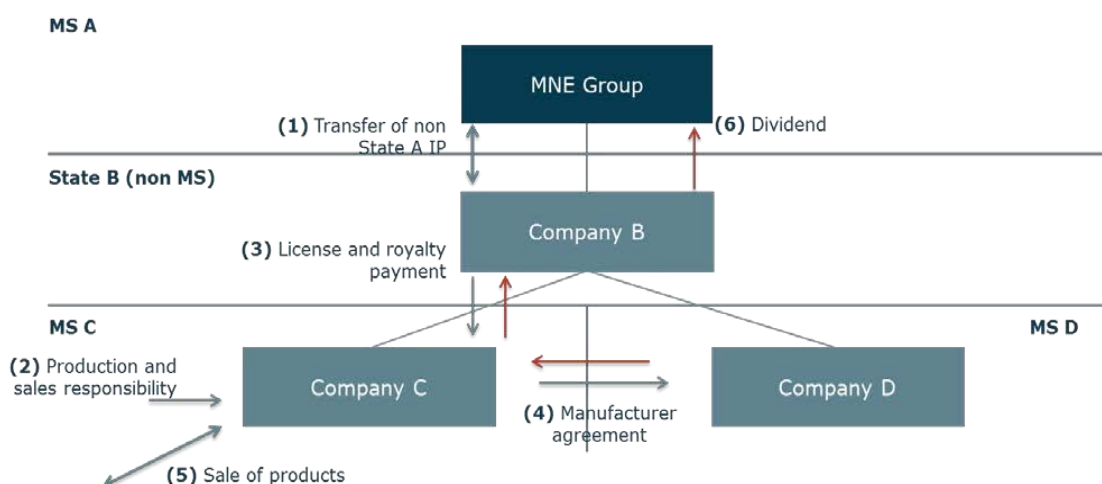 MS A
MNE Group
(1) Transfer of non
State A IP
(6) Dividend
State B (non MS)
Company B
(3) License and royalty
payment
MS C
MS D
(2) Production and
sales responsibility
Company C
Company D
(4) Manufacturer
agreement
(5) Sale of products